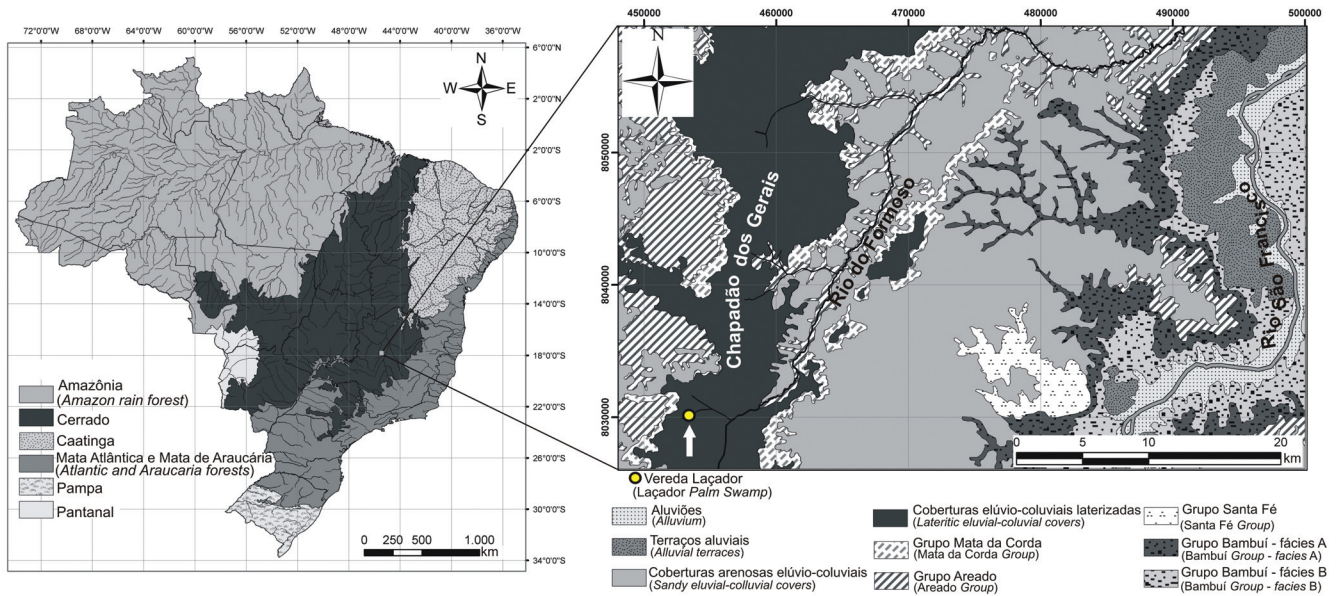 72°0'0"W 68°0'0"W 64°0'0"W 60°0'0"W 56°0'0"W 52°0'0"W 48°0'0"W 44°0'0"W 40°0'0"W 36°0'0"W
6°0'0"N
2°0'0"N
2°0'0"S
6°0'0"S
10°0'0"S
14°0'0"S
18°0'0"S
22°0'0"S
26°0'0"S
30°0'0"S
34°0'0"S
N
W E
S
Amazônia
(Amazon rain forest)
Cerrado
Caatinga
Mata Atlântica e Mata de Araucária
(Atlantic and Araucaria forests)
Pampa
Pantanal
0 250 500 1.000
km
450000 460000 470000 480000 490000 500000
8050000
8040000
8030000
N
Chapadão dos Gerais
Rio do Formoso
Rio São Francisco
0 5 10 20
km
Vereda Laçador
(Laçador Palm Swamp)
Aluviões
(Alluvium)
Terraços aluviais
(Alluvial terraces)
Coberturas arenosas elúvio-coluviais
(Sandy eluvial-colluvial covers)
Coberturas elúvio-coluviais laterizadas
(Lateritic eluvial-coluvial covers)
Grupo Mata da Corda
(Mata da Corda Group)
Grupo Areado
(Areado Group)
Grupo Santa Fé
(Santa Fé Group)
Grupo Bambuí - fácies A
(Bambuí Group - facies A)
Grupo Bambuí - fácies B
(Bambuí Group - facies B)